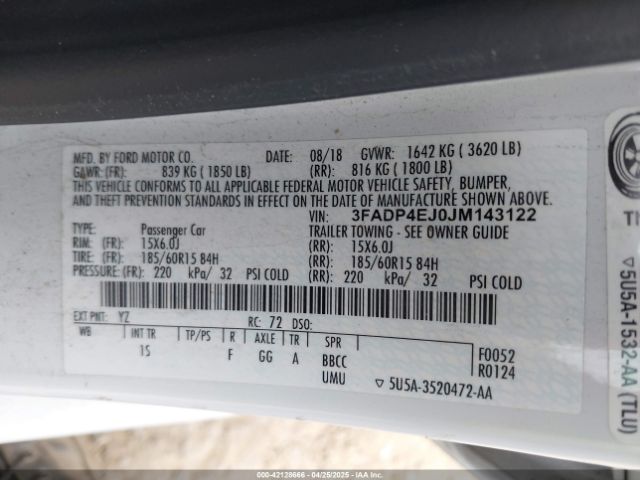 MFD. BY FORD MOTOR CO. DATE: 08/18 GVWR: 1642 KG ( 3620 LB)
GAWR: (FR): 839 KG ( 1850 LB) (RR): 816 KG ( 1800 LB)
THIS VEHICLE CONFORMS TO ALL APPLICABLE FEDERAL MOTOR VEHICLE SAFETY, BUMPER,
AND THEFT PREVENTION STANDARDS IN EFFECT ON THE DATE OF MANUFACTURE SHOWN ABOVE.
VIN: 3FADP4EJ0JM143122
TYPE: Passenger Car TRAILER TOWING - SEE OWNER GUIDE
RIM: (FR): 15X6.0J (RR): 15X6.0J
TIRE: (FR): 185/60R15 84H (RR): 185/60R15 84H
PRESSURE: (FR): 220 kPa/ 32 PSI COLD (RR): 220 kPa/ 32 PSI COLD
EXT PNT: YZ RC: 72 DSO:
WB INT TR TP/PS R AXLE TR SPR
1S F GG A BBCC
UMU
F0052
R0124
▽ 5U5A-3520472-AA
▽ 5U5A-1532-AA (TLU)
000-42128666 - 04/25/2025 - IAAI.COM